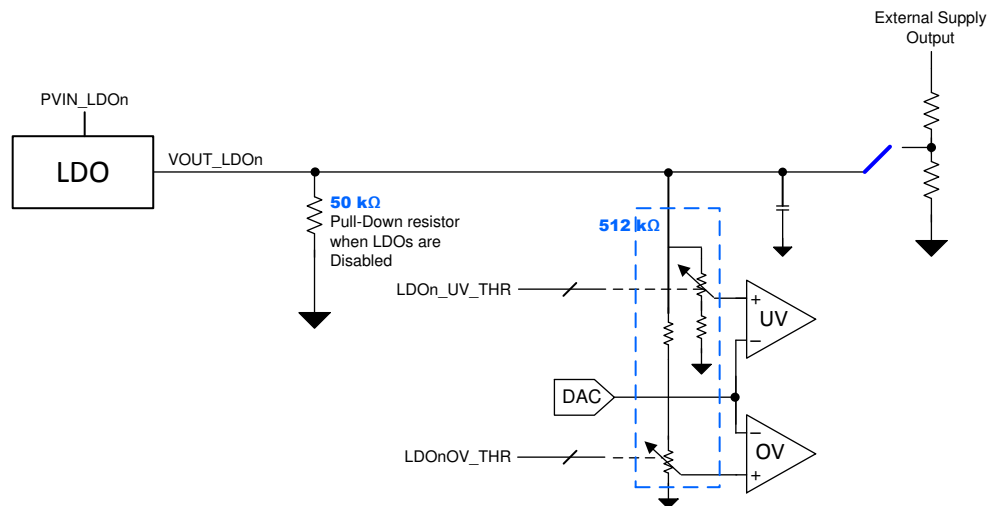 External Supply
Output
PVIN_LDOn
LDO
VOUT_LDOn
50 kΩ
Pull-Down resistor
when LDOs are
Disabled
512 kΩ
LDOn_UV_THR
+
UV
−
DAC
−
LDOnOV_THR
OV
+